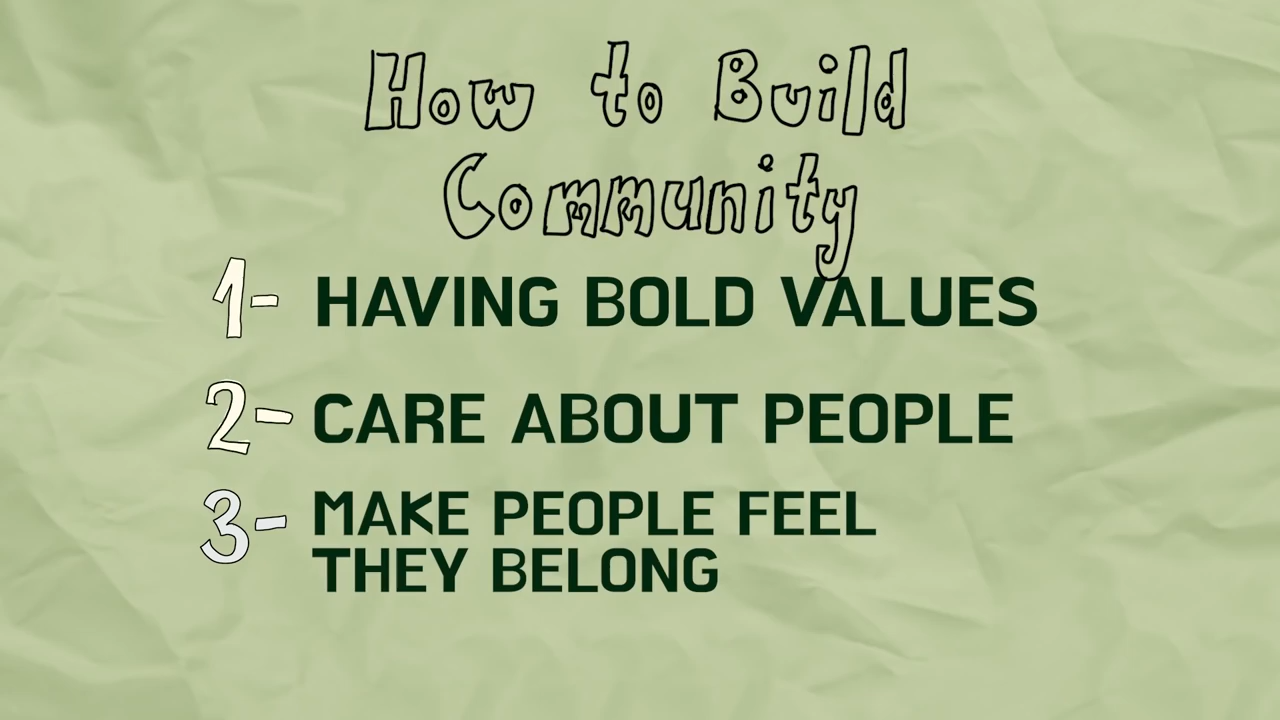 How to Build
Community
1- HAVING BOLD VALUES
2- CARE ABOUT PEOPLE
3- MAKE PEOPLE FEEL
THEY BELONG